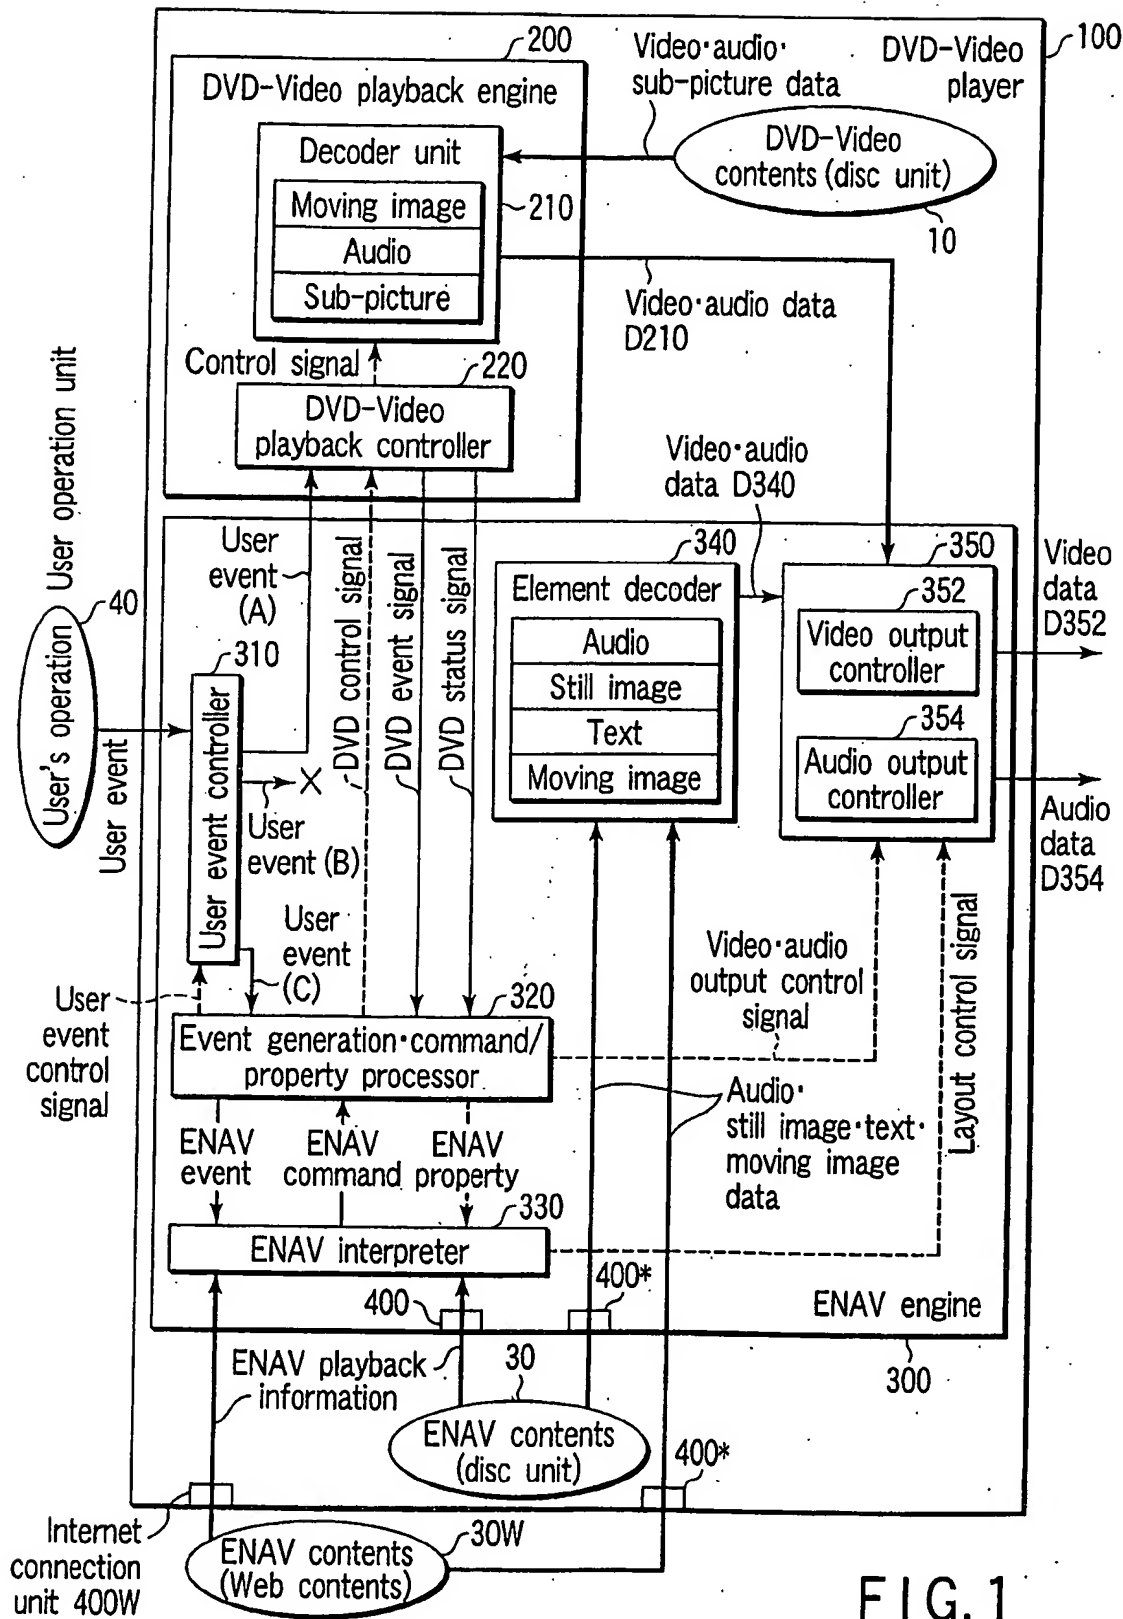 200
Video·audio·
sub-picture data
DVD-Video
player
100
DVD-Video playback engine
DVD-Video
contents (disc unit)
10
Decoder unit
Moving image
Audio
Sub-picture
210
Video·audio data
D210
Control signal
220
DVD-Video
playback controller
User operation unit
Video·audio
data D340
User
event
(A)
DVD control signal
DVD event signal
DVD status signal
340
Element decoder
Audio
Still image
Text
Moving image
350
352
Video output
controller
354
Audio output
controller
Video
data
D352
Audio
data
D354
40
User's operation
User event
310
User event controller
X
User
event (B)
User
event
(C)
User
event
control
signal
320
Event generation·command/
property processor
Video·audio
output control
signal
Layout control signal
Audio·
still image·text·
moving image
data
ENAV
event
ENAV
command
ENAV
property
330
ENAV interpreter
400
400*
ENAV engine
300
ENAV playback
information
30
ENAV contents
(disc unit)
400*
Internet
connection
unit 400W
30W
ENAV contents
(Web contents)
FIG. 1